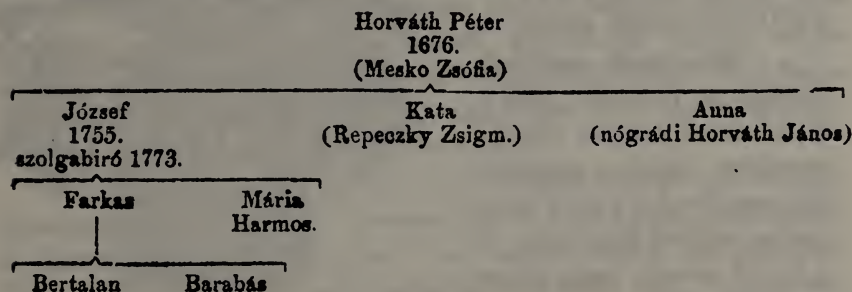 Horváth Péter
1676.
(Mesko Zsófia)
József Kata Anna
1755. (Repeczky Zsigm.) (nógrádi Horváth János)
szolgabiró 1773.
Farkas Mária
Harmos.
Bertalan Barabás